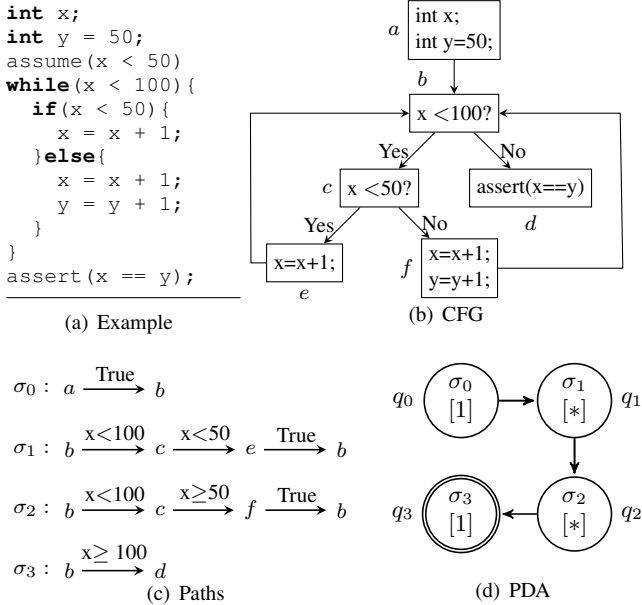 int x;
int y = 50;
assume(x < 50)
while(x < 100){
if(x < 50){
x = x + 1;
}else{
x = x + 1;
y = y + 1;
}
}
assert(x == y);
(a) Example
a
int x;
int y=50;
b
x <100?
Yes
No
c
x <50?
assert(x==y)
d
Yes
No
x=x+1;
e
f
x=x+1;
y=y+1;
(b) CFG
σ0 : a True b
σ1 : b x<100 c x<50 e True b
σ2 : b x<100 c x≥50 f True b
σ3 : b x≥ 100 d
(c) Paths
q0
σ0
[1]
σ1
[∗]
q1
q3
σ3
[1]
σ2
[∗]
q2
(d) PDA